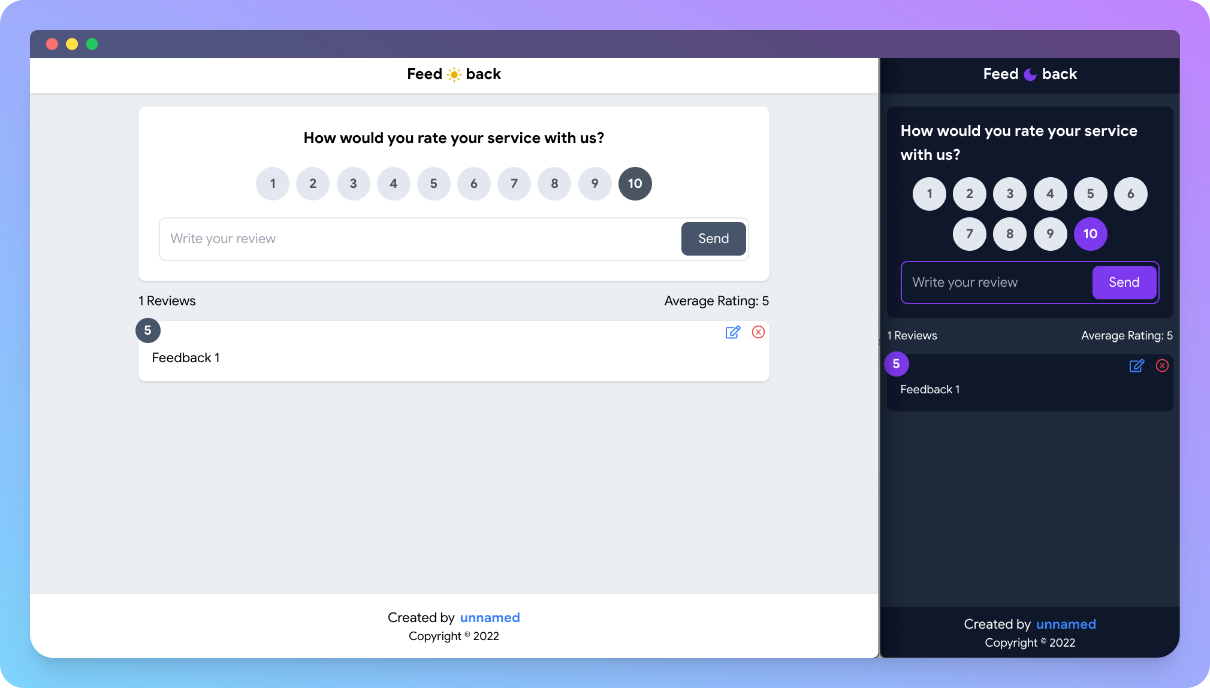 Feed back
How would you rate your service with us?
1 2 3 4 5 6 7 8 9 10
Write your review Send
1 Reviews Average Rating: 5
5
Feedback 1
Created by unnamed
Copyright © 2022
Feed back
How would you rate your service
with us?
1 2 3 4 5 6
7 8 9 10
Write your review Send
1 Reviews Average Rating: 5
5
Feedback 1
Created by unnamed
Copyright © 2022